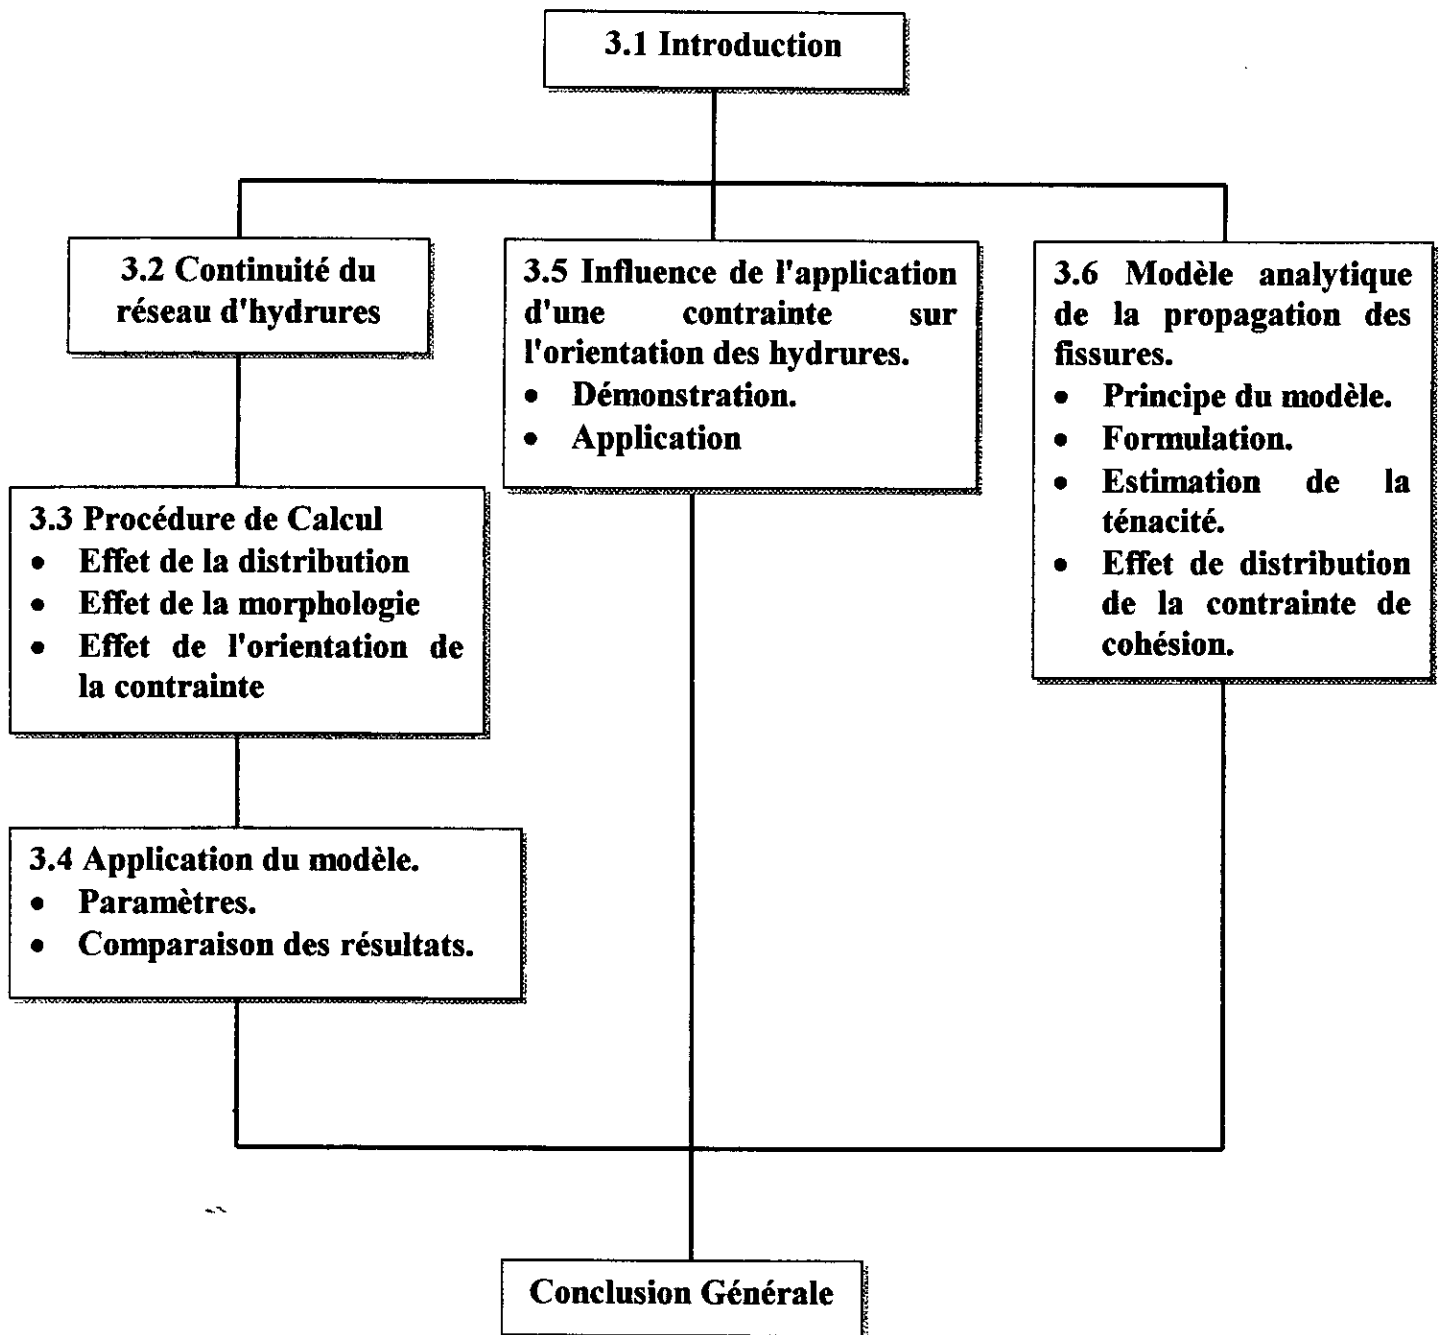 3.1 Introduction
3.2 Continuité du
réseau d'hydrures
3.3 Procédure de Calcul
• Effet de la distribution
• Effet de la morphologie
• Effet de l'orientation de
la contrainte
3.4 Application du modèle.
• Paramètres.
• Comparaison des résultats.
3.5 Influence de l'application
d'une contrainte sur
l'orientation des hydrures.
• Démonstration.
• Application
3.6 Modèle analytique
de la propagation des
fissures.
• Principe du modèle.
• Formulation.
• Estimation de la
ténacité.
• Effet de distribution
de la contrainte de
cohésion.
Conclusion Générale